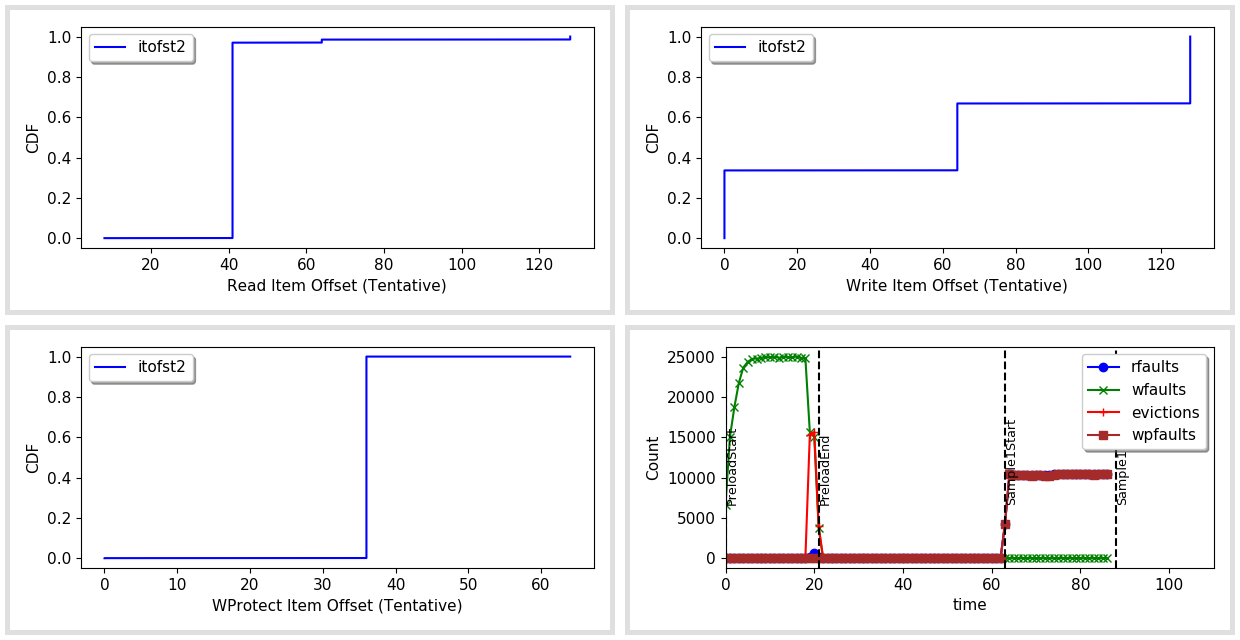 itofst2
1.0
0.8
0.6
0.4
0.2
0.0
CDF
20 40 60 80 100 120
Read Item Offset (Tentative)
itofst2
1.0
0.8
0.6
0.4
0.2
0.0
CDF
0 20 40 60 80 100 120
Write Item Offset (Tentative)
itofst2
1.0
0.8
0.6
0.4
0.2
0.0
CDF
0 10 20 30 40 50 60
WProtect Item Offset (Tentative)
rfaults
wfaults
evictions
wpfaults
25000
20000
15000
10000
5000
0
Count
PreloadStart
PreloadEnd
Sample1Start
Sample1
0 20 40 60 80 100
time